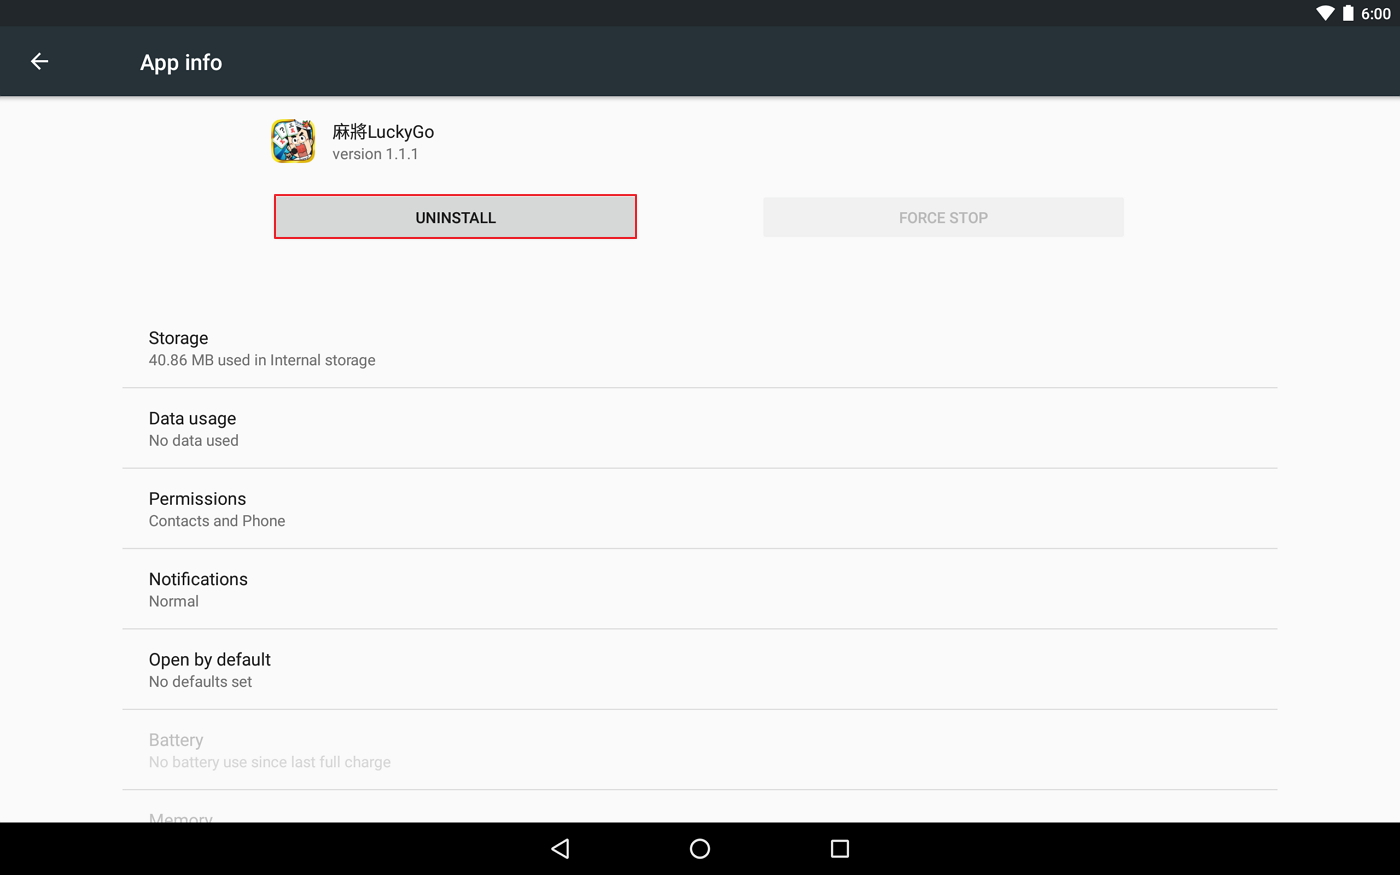 6:00
App info
麻將LuckyGo
version 1.1.1
UNINSTALL
FORCE STOP
Storage
40.86 MB used in Internal storage
Data usage
No data used
Permissions
Contacts and Phone
Notifications
Normal
Open by default
No defaults set
Battery
No battery use since last full charge
Memory